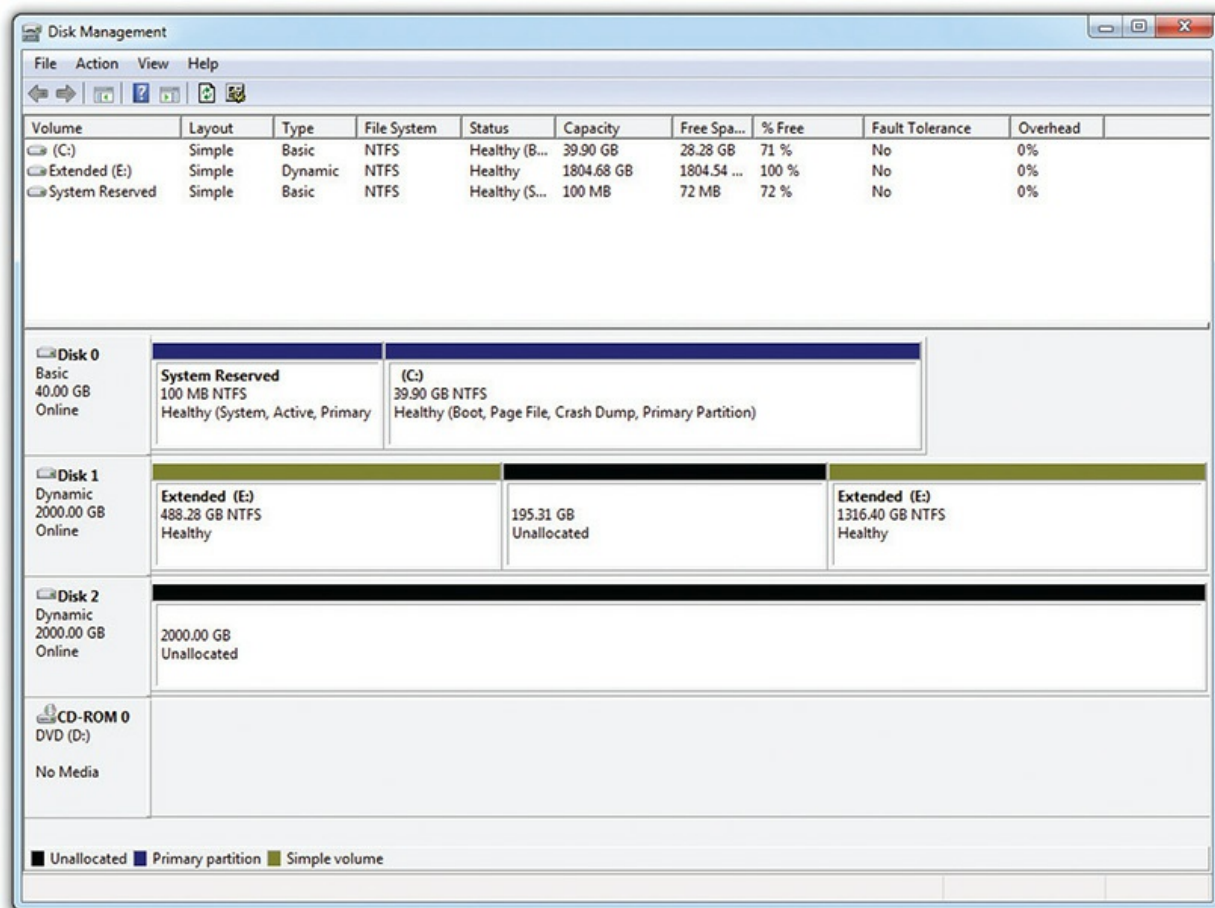 Disk Management
File Action View Help
Volume Layout Type File System Status Capacity Free Spa... % Free Fault Tolerance Overhead
(C:) Simple Basic NTFS Healthy (B... 39.90 GB 28.28 GB 71 % No 0%
Extended (E:) Simple Dynamic NTFS Healthy 1804.68 GB 1804.54 ... 100 % No 0%
System Reserved Simple Basic NTFS Healthy (S... 100 MB 72 MB 72 % No 0%
Disk 0
Basic
40.00 GB
Online
System Reserved
100 MB NTFS
Healthy (System, Active, Primary
(C:)
39.90 GB NTFS
Healthy (Boot, Page File, Crash Dump, Primary Partition)
Disk 1
Dynamic
2000.00 GB
Online
Extended (E:)
488.28 GB NTFS
Healthy
195.31 GB
Unallocated
Extended (E:)
1316.40 GB NTFS
Healthy
Disk 2
Dynamic
2000.00 GB
Online
2000.00 GB
Unallocated
CD-ROM 0
DVD (D:)
No Media
Unallocated Primary partition Simple volume